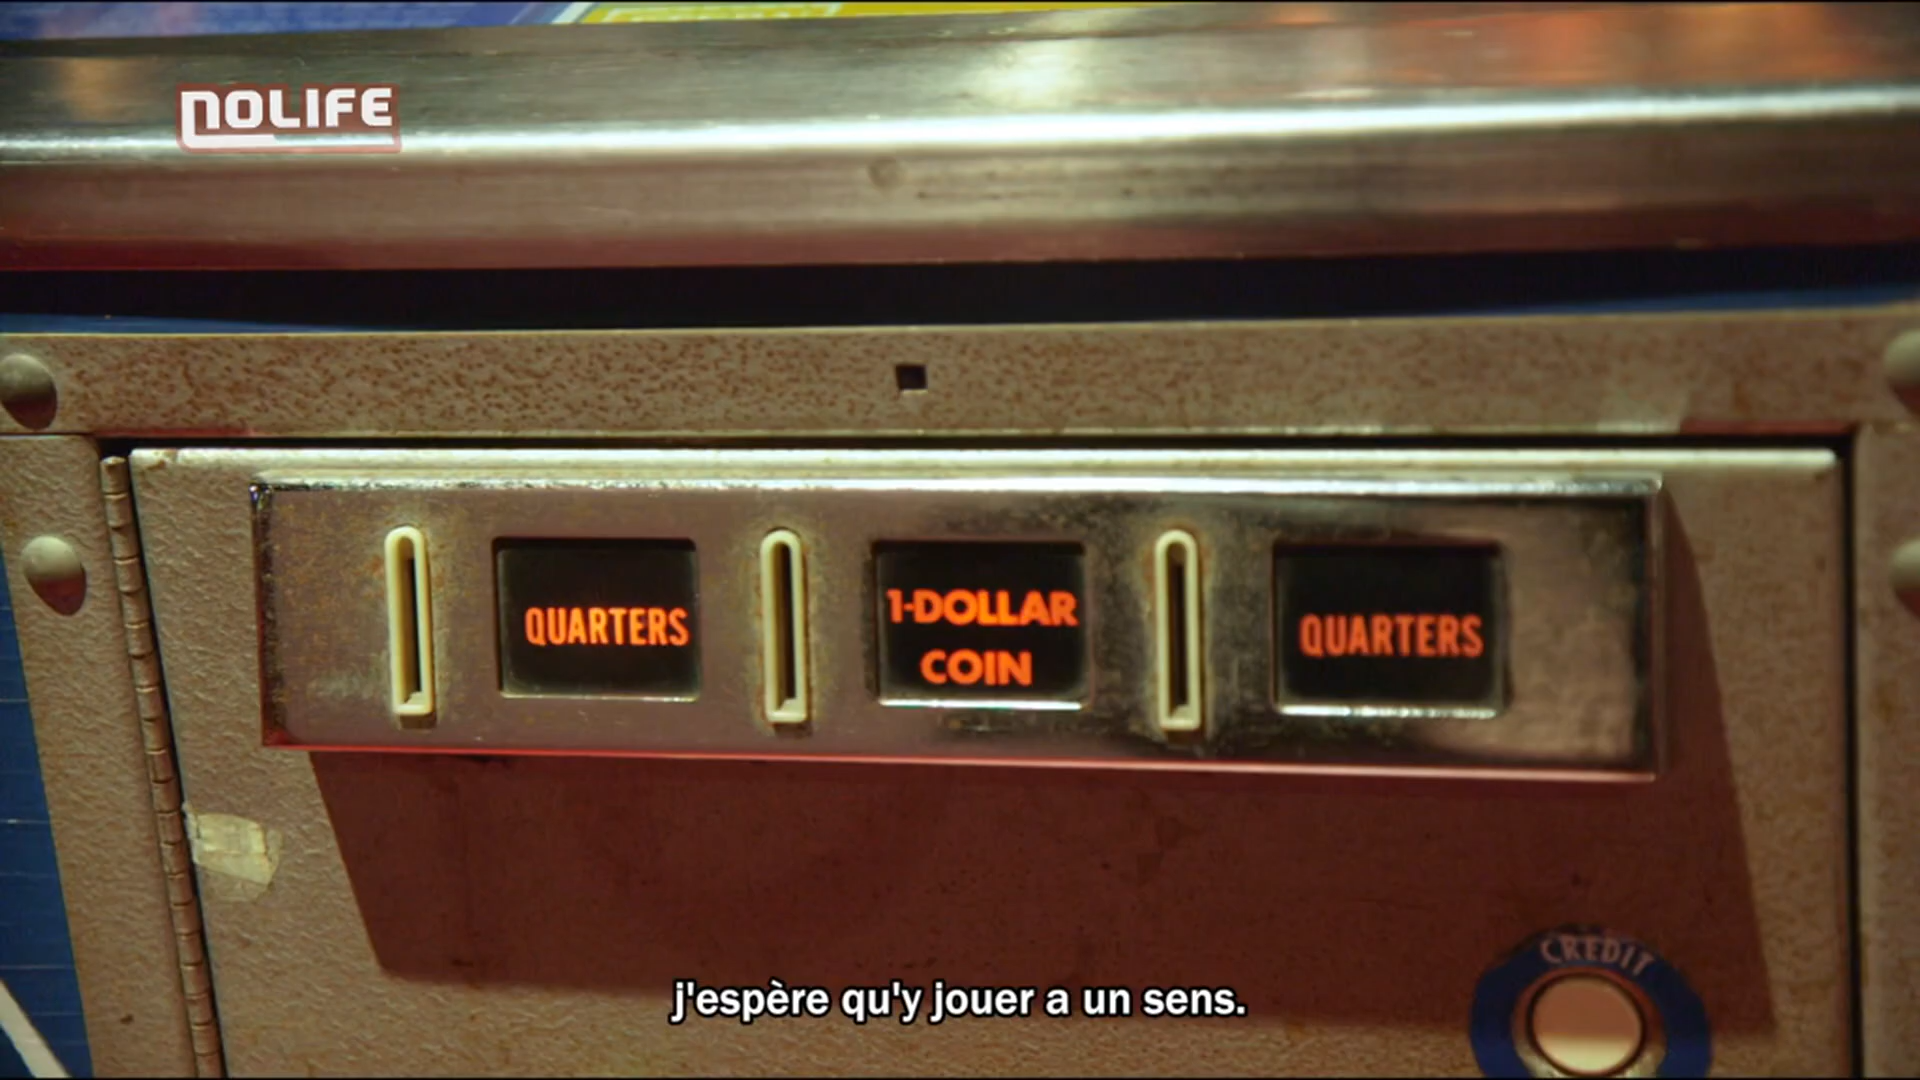 NOLIFE
QUARTERS
1-DOLLAR
COIN
QUARTERS
CREDIT
j'espère qu'y jouer a un sens.